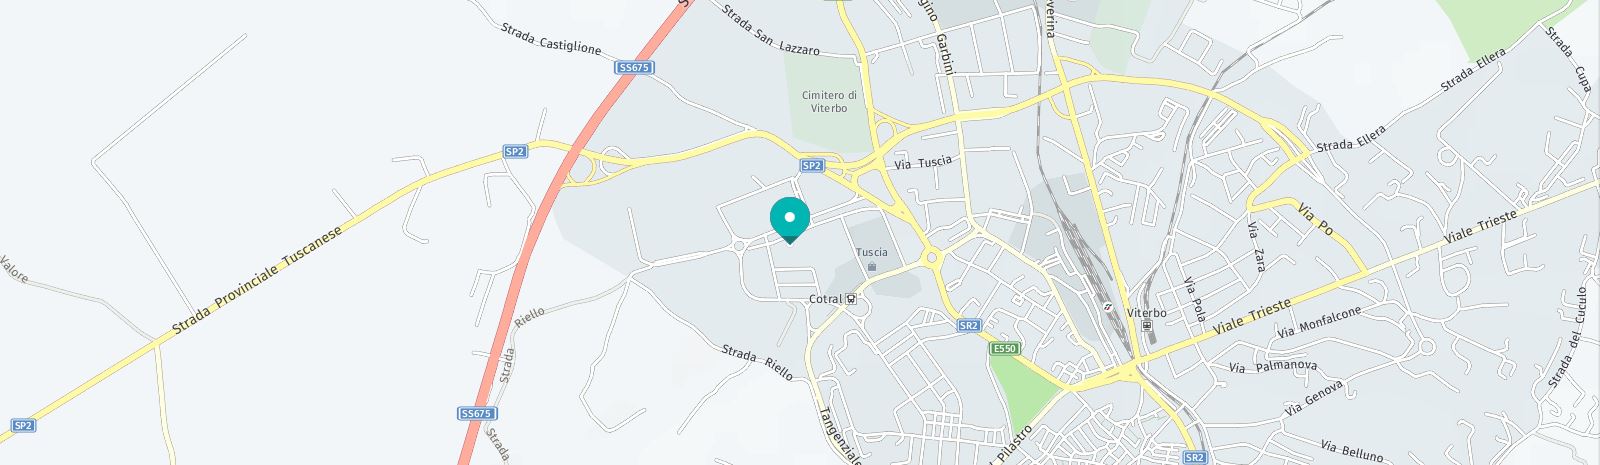 Strada Castiglione
Strada San Lazzaro
Garbini
SS675
Cimitero di
Viterbo
SP2
SP2
Via Tuscia
Strada Ellera
Strada Ellera
Strada Cupa
Strada Provinciale Tuscanese
Valore
Via Po
Via Zara
Viale Trieste
Tuscia
Cotral
Viterbo
Via Pola
Viale Trieste
Via Monfalcone
Strada del Cuculo
Riello
Strada
SR2
E550
Strada Riello
Via Palmanova
Via Genova
SS675
SP2
Strada
Tangenziale
Pilastro
Via Belluno
SR2